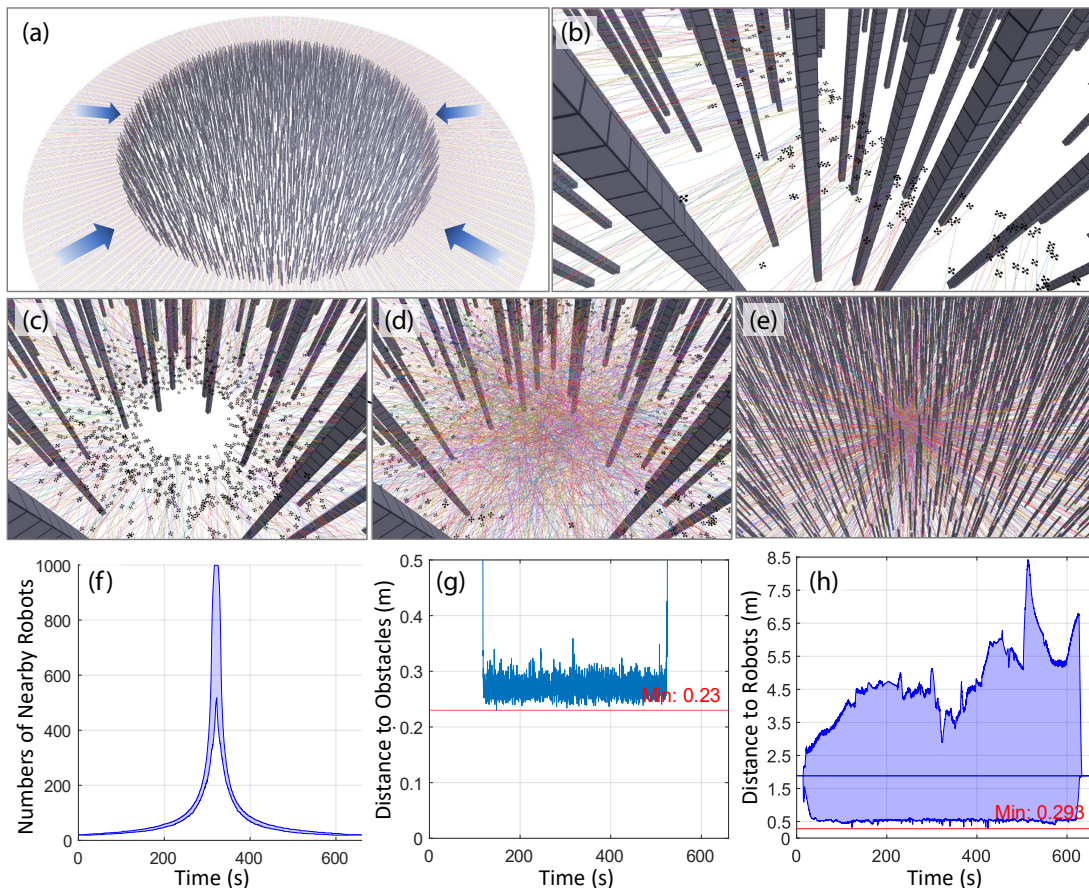 (a)
(b)
(c)
(d)
(e)
(f)
Numbers of Nearby Robots
1000
800
600
400
200
0
0
200
400
600
Time (s)
(g)
Distance to Obstacles (m)
0.5
0.4
0.3
0.2
0.1
0
Min: 0.23
0
200
400
600
Time (s)
(h)
Distance to Robots (m)
8.5
7.5
6.5
5.5
4.5
3.5
2.5
1.5
0.5
0
Min: 0.293
0
200
400
600
Time (s)